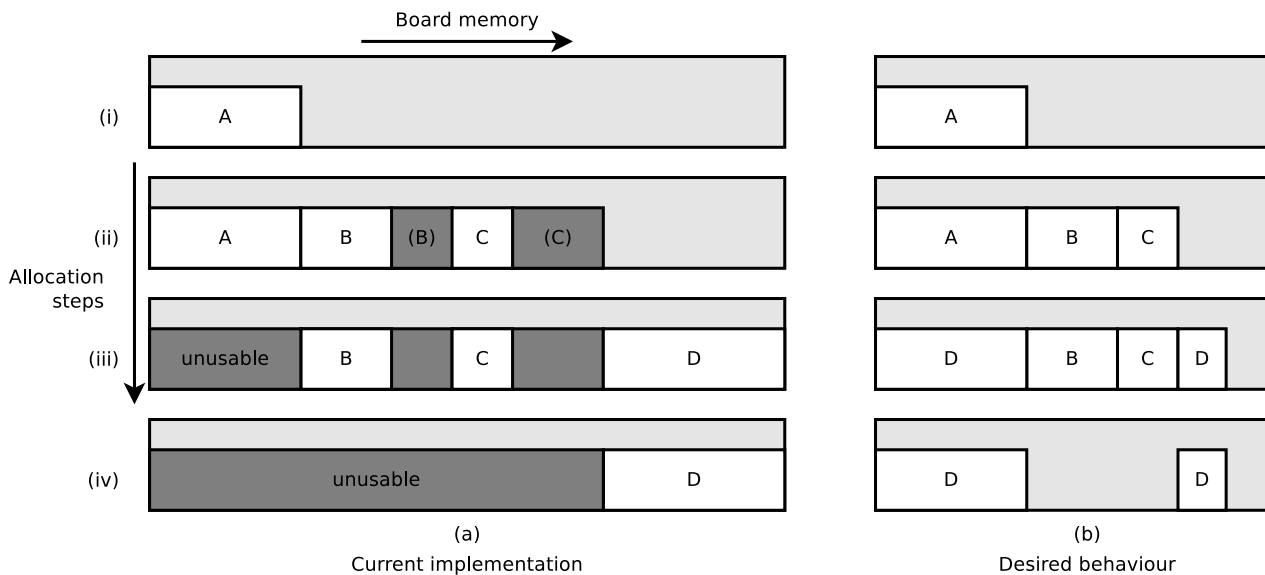 Board memory
(i)
A
A
(ii)
A
B
(B)
C
(C)
A
B
C
Allocation
steps
(iii)
unusable
B
C
D
D
B
C
D
(iv)
unusable
D
D
D
(a)
Current implementation
(b)
Desired behaviour